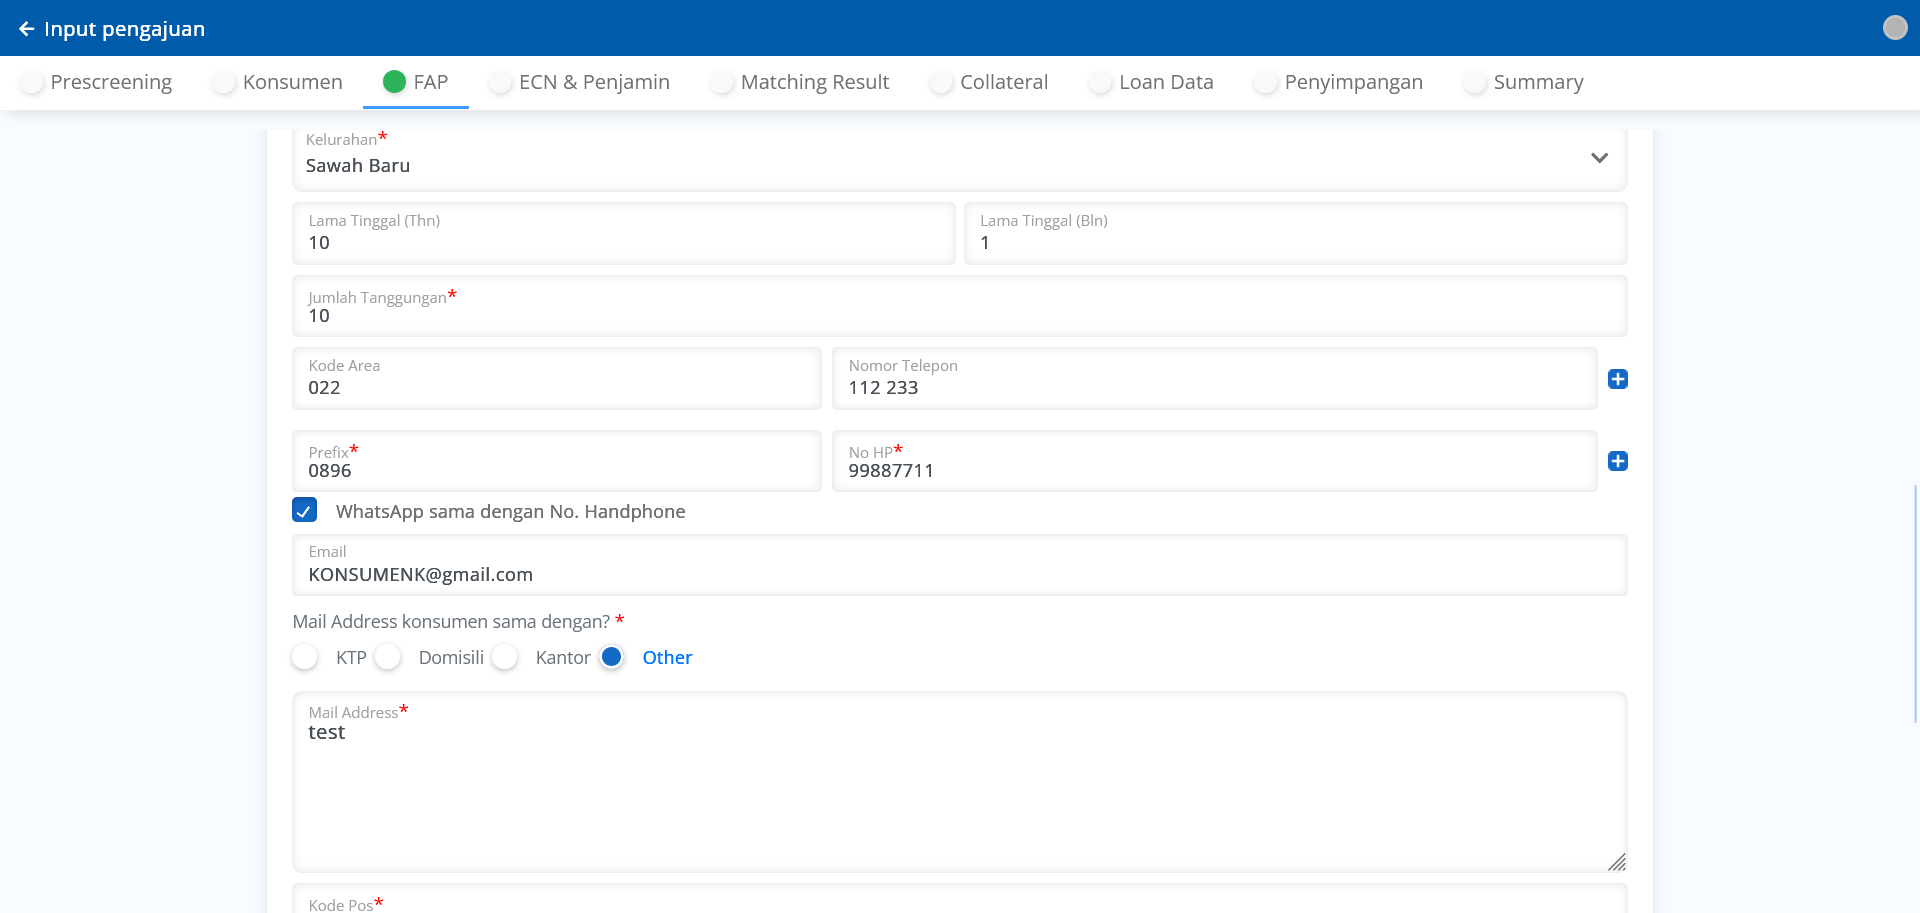 Input pengajuan
Prescreening Konsumen FAP ECN & Penjamin Matching Result Collateral Loan Data Penyimpangan Summary
Kelurahan*
Sawah Baru
Lama Tinggal (Thn) Lama Tinggal (Bln)
10 1
Jumlah Tanggungan*
10
Kode Area Nomor Telepon
022 112 233
Prefix* No HP*
0896 99887711
WhatsApp sama dengan No. Handphone
Email
KONSUMENK@gmail.com
Mail Address konsumen sama dengan? *
KTP Domisili Kantor Other
Mail Address*
test
Kode Pos*